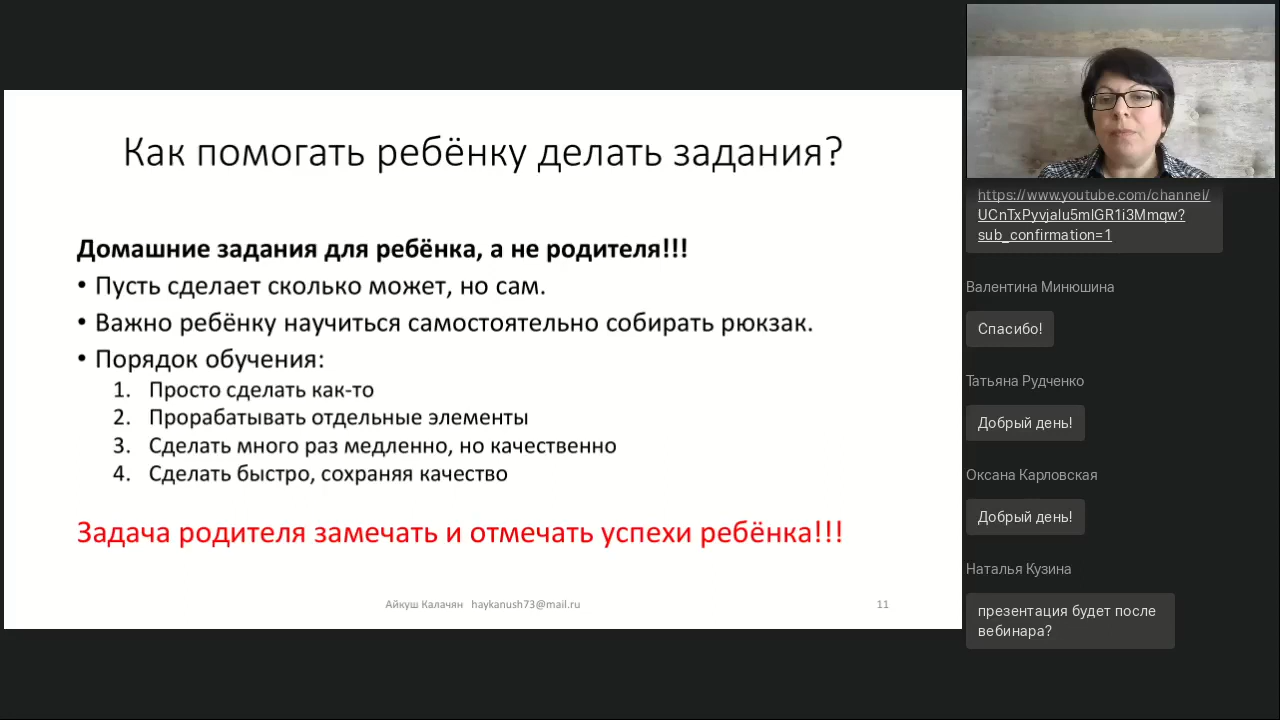 Как помогать ребёнку делать задания?
Домашние задания для ребёнка, а не родителя!!!
• Пусть сделает сколько может, но сам.
• Важно ребёнку научиться самостоятельно собирать рюкзак.
• Порядок обучения:
1. Просто сделать как-то
2. Прорабатывать отдельные элементы
3. Сделать много раз медленно, но качественно
4. Сделать быстро, сохраняя качество
Задача родителя замечать и отмечать успехи ребёнка!!!
Айкуш Калачян haykanush73@mail.ru
11
https://www.youtube.com/channel/
UCnTxPyvjalu5mlGR1i3Mmqw?
sub_confirmation=1
Валентина Минюшина
Спасибо!
Татьяна Рудченко
Добрый день!
Оксана Карловская
Добрый день!
Наталья Кузина
презентация будет после
вебинара?